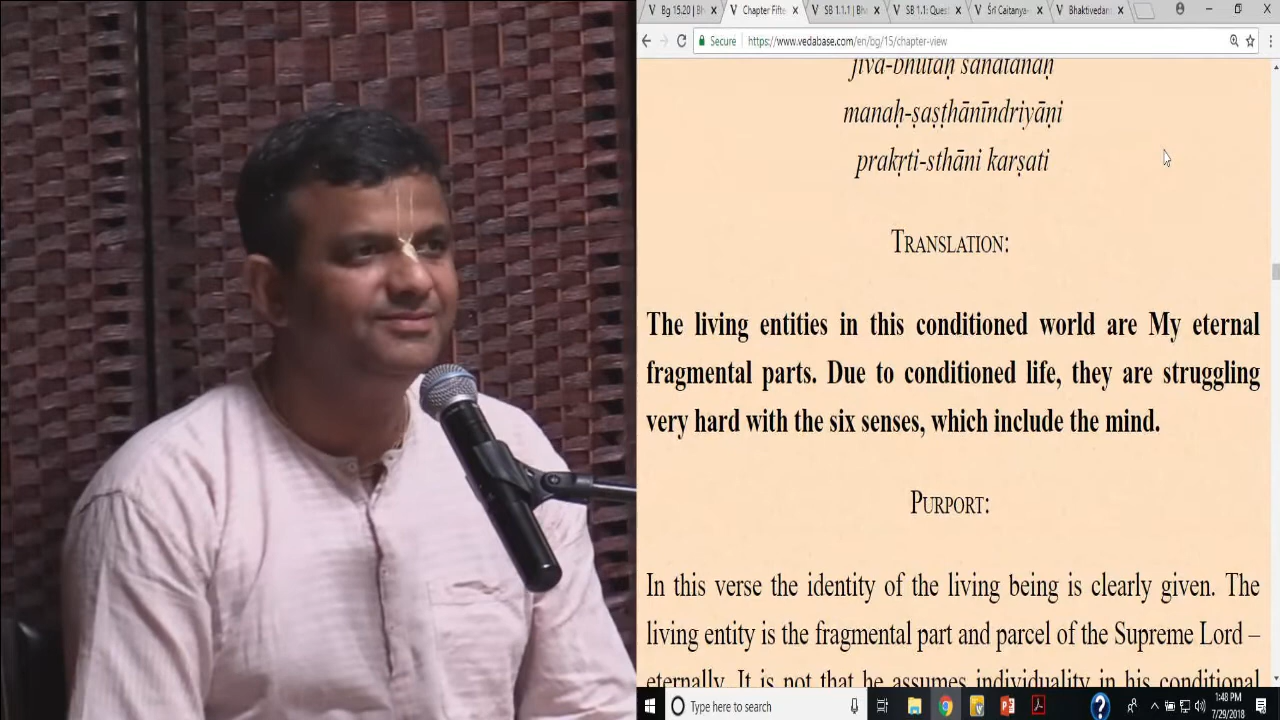 Bg 15.20 | Bh
Chapter Fifte
SB 1.1.1 | Bha
SB 1.1: Quest
Śrī Caitanya-
Bhaktivedant
Secure
https://www.vedabase.com/en/bg/15/chapter-view
jīva-bhūtaḥ sanātanaḥ
manaḥ-ṣaṣṭhānīndriyāṇi
prakṛti-sthāni karṣati
TRANSLATION:
The living entities in this conditioned world are My eternal
fragmental parts. Due to conditioned life, they are struggling
very hard with the six senses, which include the mind.
PURPORT:
In this verse the identity of the living being is clearly given. The
living entity is the fragmental part and parcel of the Supreme Lord –
eternally. It is not that he assumes individuality in his conditional
Type here to search
1:48 PM
7/29/2018